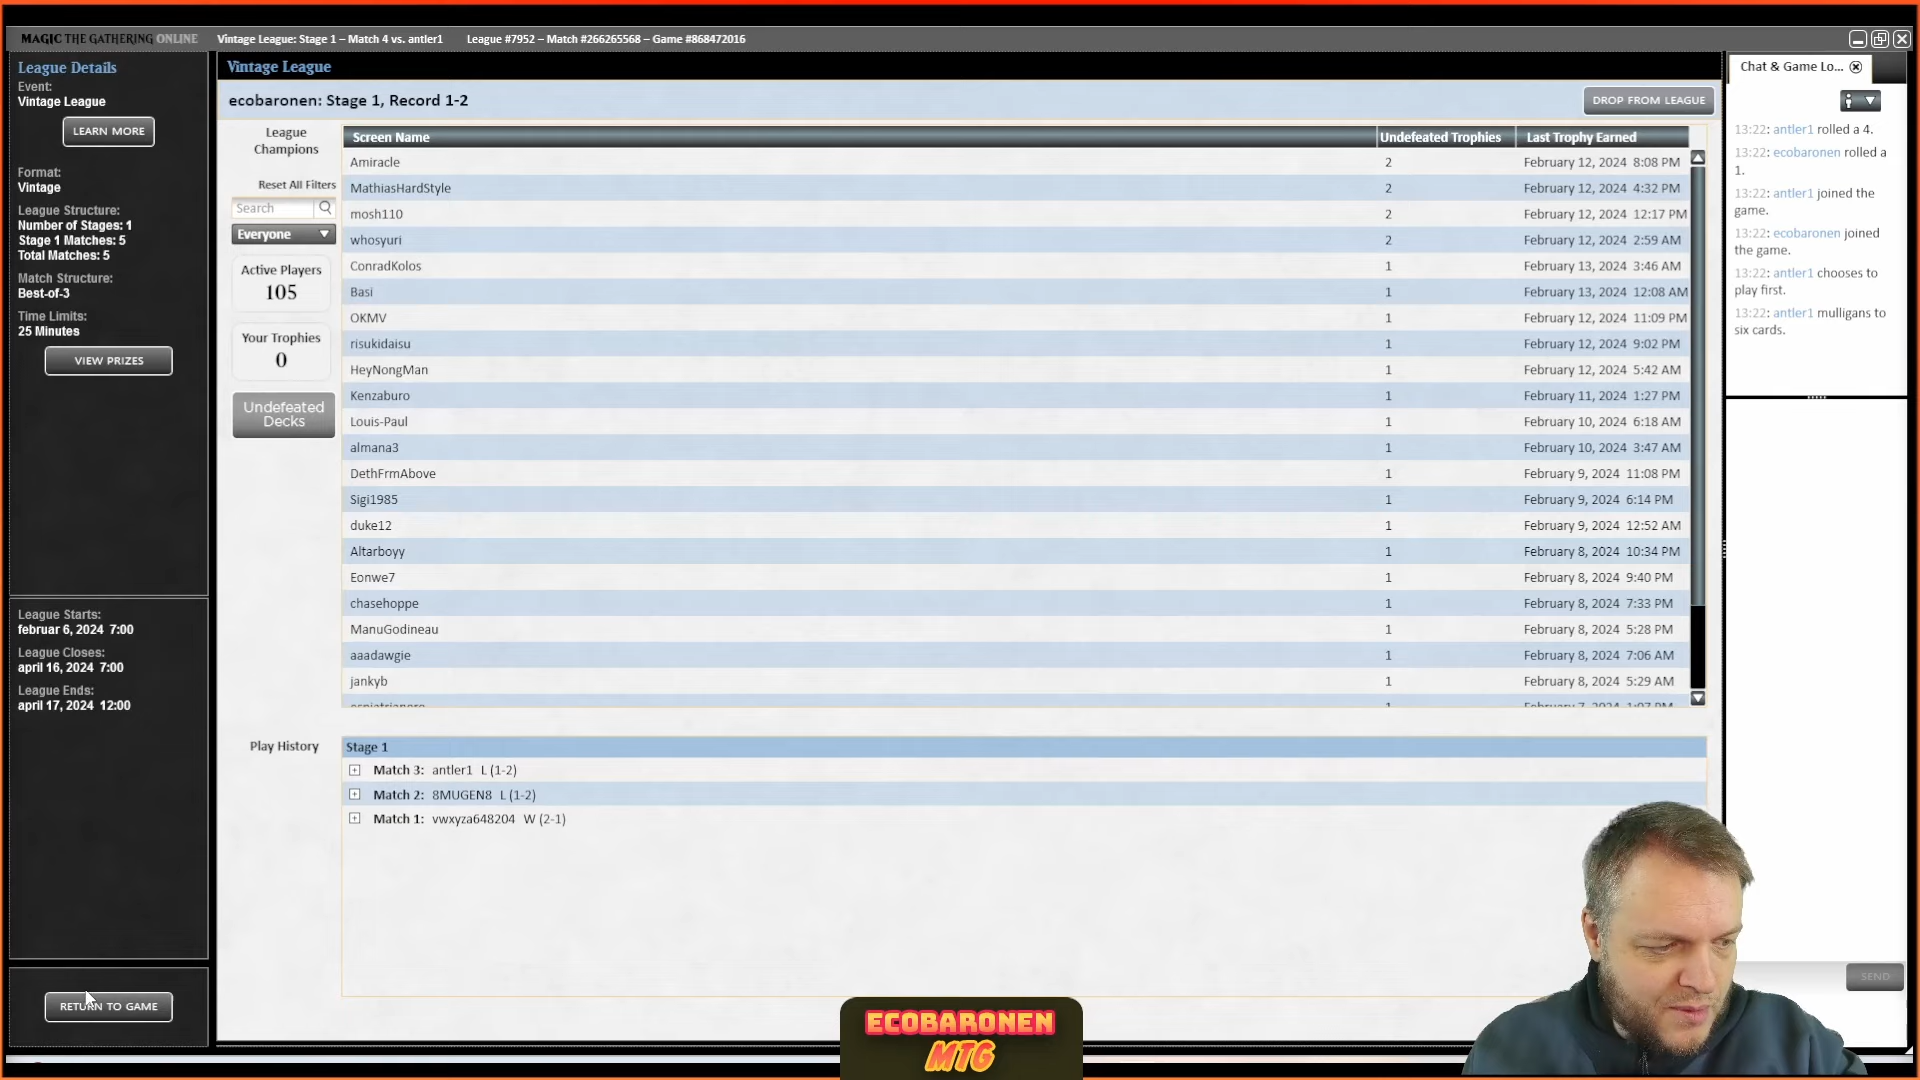 MAGIC THE GATHERING ONLINE
Vintage League: Stage 1 – Match 4 vs. antler1
League #7952 – Match #266265568 – Game #868472016
League Details
Event:
Vintage League
LEARN MORE
Format:
Vintage
League Structure:
Number of Stages: 1
Stage 1 Matches: 5
Total Matches: 5
Match Structure:
Best-of-3
Time Limits:
25 Minutes
VIEW PRIZES
League Starts:
februar 6, 2024 7:00
League Closes:
april 16, 2024 7:00
League Ends:
april 17, 2024 12:00
RETURN TO GAME
Vintage League
ecobaronen: Stage 1, Record 1-2
DROP FROM LEAGUE
League
Champions
Reset All Filters
Search
Everyone
Active Players
105
Your Trophies
0
Undefeated
Decks
Screen Name Undefeated Trophies Last Trophy Earned
Amiracle 2 February 12, 2024 8:08 PM
MathiasHardStyle 2 February 12, 2024 4:32 PM
mosh110 2 February 12, 2024 12:17 PM
whosyuri 2 February 12, 2024 2:59 AM
ConradKolos 1 February 13, 2024 3:46 AM
Basi 1 February 13, 2024 12:08 AM
OKMV 1 February 12, 2024 11:09 PM
risukidaisu 1 February 12, 2024 9:02 PM
HeyNongMan 1 February 12, 2024 5:42 AM
Kenzaburo 1 February 11, 2024 1:27 PM
Louis-Paul 1 February 10, 2024 6:18 AM
almana3 1 February 10, 2024 3:47 AM
DethFrmAbove 1 February 9, 2024 11:08 PM
Sigi1985 1 February 9, 2024 6:14 PM
duke12 1 February 9, 2024 12:52 AM
Altarboyy 1 February 8, 2024 10:34 PM
Eonwe7 1 February 8, 2024 9:40 PM
chasehoppe 1 February 8, 2024 7:33 PM
ManuGodineau 1 February 8, 2024 5:28 PM
aaadawgie 1 February 8, 2024 7:06 AM
jankyb 1 February 8, 2024 5:29 AM
1 February 7, 2024 1:07 PM
Play History
Stage 1
Match 3: antler1 L (1-2)
Match 2: 8MUGEN8 L (1-2)
Match 1: vwxyza648204 W (2-1)
Chat & Game Lo...
13:22: antler1 rolled a 4.
13:22: ecobaronen rolled a
1.
13:22: antler1 joined the
game.
13:22: ecobaronen joined
the game.
13:22: antler1 chooses to
play first.
13:22: antler1 mulligans to
six cards.
SEND
ECOBARONEN
MTG